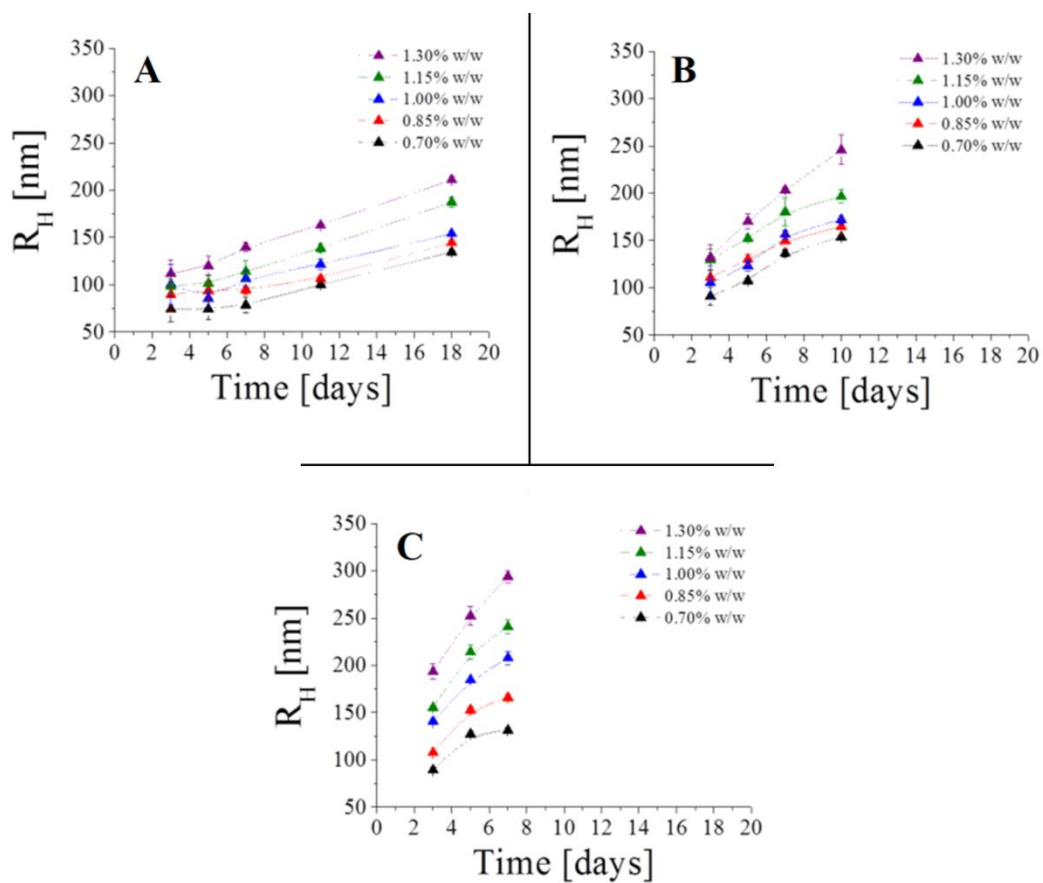 A
350
300
250
200
150
100
50
R_H [nm]
1.30% w/w
1.15% w/w
1.00% w/w
0.85% w/w
0.70% w/w
0 2 4 6 8 10 12 14 16 18 20
Time [days]
B
350
300
250
200
150
100
50
R_H [nm]
1.30% w/w
1.15% w/w
1.00% w/w
0.85% w/w
0.70% w/w
0 2 4 6 8 10 12 14 16 18 20
Time [days]
C
350
300
250
200
150
100
50
R_H [nm]
1.30% w/w
1.15% w/w
1.00% w/w
0.85% w/w
0.70% w/w
0 2 4 6 8 10 12 14 16 18 20
Time [days]